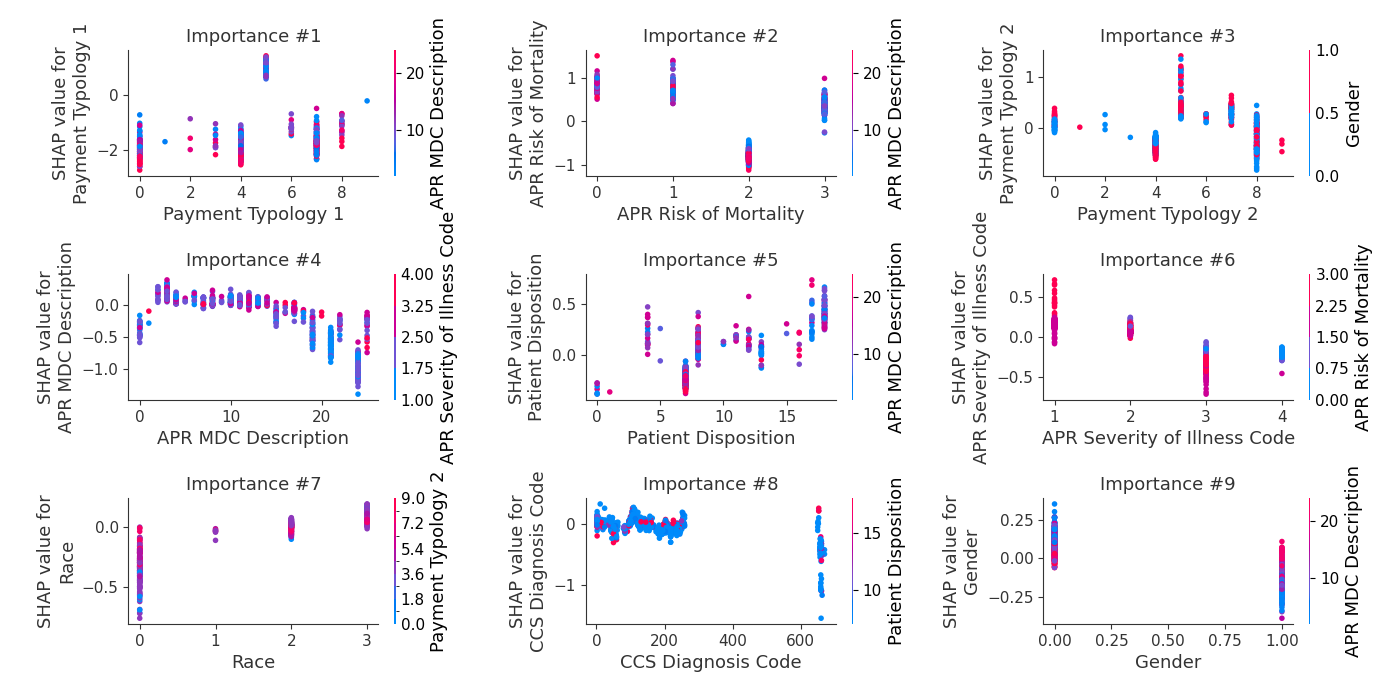 Importance #1
SHAP value for
Payment Typology 1
0
−2
0 2 4 6 8
Payment Typology 1
20
10
APR MDC Description
Importance #2
SHAP value for
APR Risk of Mortality
1
0
−1
0 1 2 3
APR Risk of Mortality
20
10
APR MDC Description
Importance #3
SHAP value for
Payment Typology 2
1
0
0 2 4 6 8
Payment Typology 2
1.0
0.5
0.0
Gender
Importance #4
SHAP value for
APR MDC Description
0.0
−0.5
−1.0
0 10 20
APR MDC Description
4.00
3.25
2.50
1.75
1.00
APR Severity of Illness Code
Importance #5
SHAP value for
Patient Disposition
0.5
0.0
0 5 10 15
Patient Disposition
20
10
APR MDC Description
Importance #6
SHAP value for
APR Severity of Illness Code
0.5
0.0
−0.5
1 2 3 4
APR Severity of Illness Code
3.00
2.25
1.50
0.75
0.00
APR Risk of Mortality
Importance #7
SHAP value for
Race
0.0
−0.5
0 1 2 3
Race
9.0
7.2
5.4
3.6
1.8
0.0
Payment Typology 2
Importance #8
SHAP value for
CCS Diagnosis Code
0
−1
0 200 400 600
CCS Diagnosis Code
15
10
Patient Disposition
Importance #9
SHAP value for
Gender
0.25
0.00
−0.25
0.00 0.25 0.50 0.75 1.00
Gender
20
10
APR MDC Description